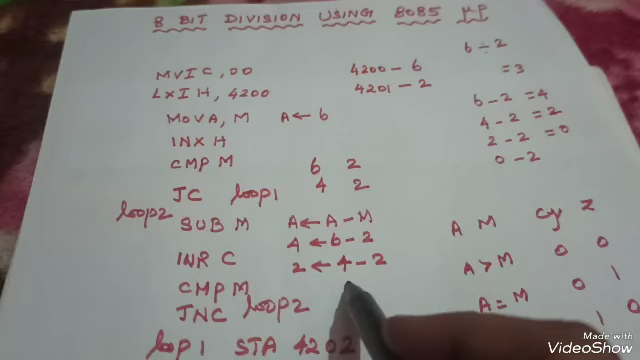 8 BIT DIVISION USING 8085 μP
6 ÷ 2
MVI C, 00 4200 - 6 = 3
LXI H, 4200 4201 - 2
6 - 2 = 4
MOV A, M A ← 6 4 - 2 = 2
INX H 2 - 2 = 0
CMP M 6 2 0 - 2
JC loop1 4 2
loop2 SUB M A ← A - M A M CY Z
4 ← 6 - 2
INR C 2 ← 4 - 2 A > M 0 0
CMP M A = M 0 1
JNC loop2 1 0
loop1 STA 4202
Made With
VideoShow